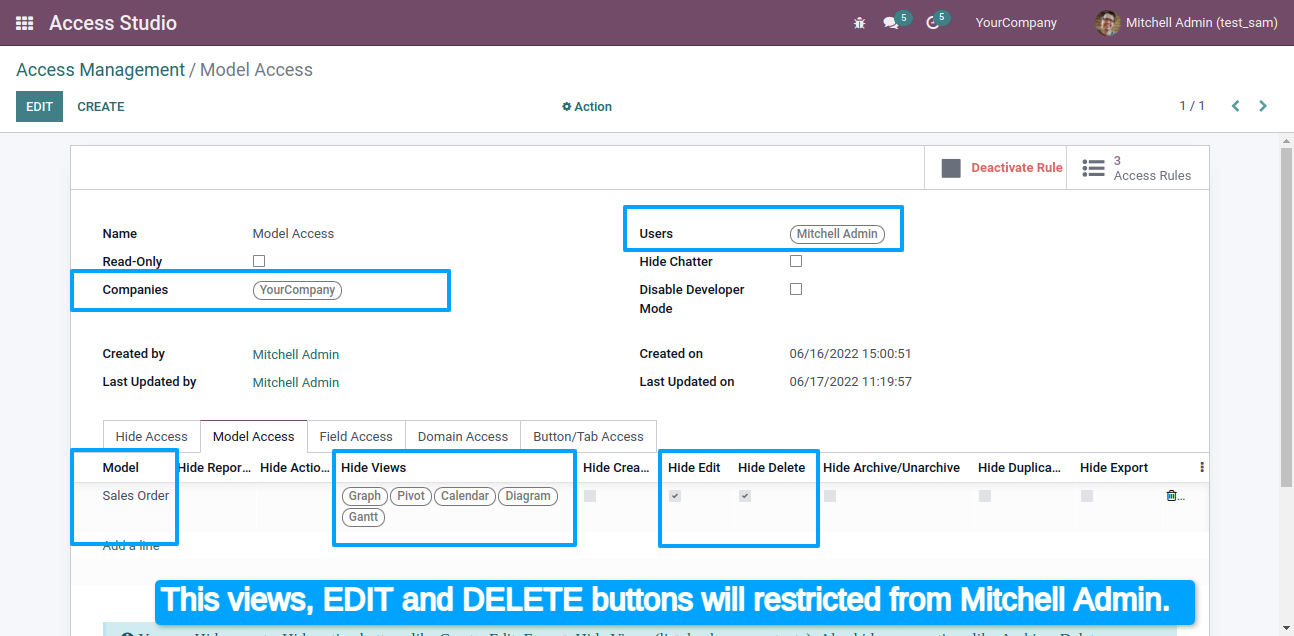 Access Studio 5 5 YourCompany Mitchell Admin (test_sam)
Access Management / Model Access
EDIT CREATE Action 1 / 1
Deactivate Rule 3
Access Rules
Name Model Access Users Mitchell Admin
Read-Only Hide Chatter
Companies YourCompany Disable Developer
Mode
Created by Mitchell Admin Created on 06/16/2022 15:00:51
Last Updated by Mitchell Admin Last Updated on 06/17/2022 11:19:57
Hide Access Model Access Field Access Domain Access Button/Tab Access
Model Hide Repor... Hide Actio... Hide Views Hide Crea... Hide Edit Hide Delete Hide Archive/Unarchive Hide Duplica... Hide Export
Sales Order Graph Pivot Calendar Diagram ...
Gantt
Add a line
This views, EDIT and DELETE buttons will restricted from Mitchell Admin.